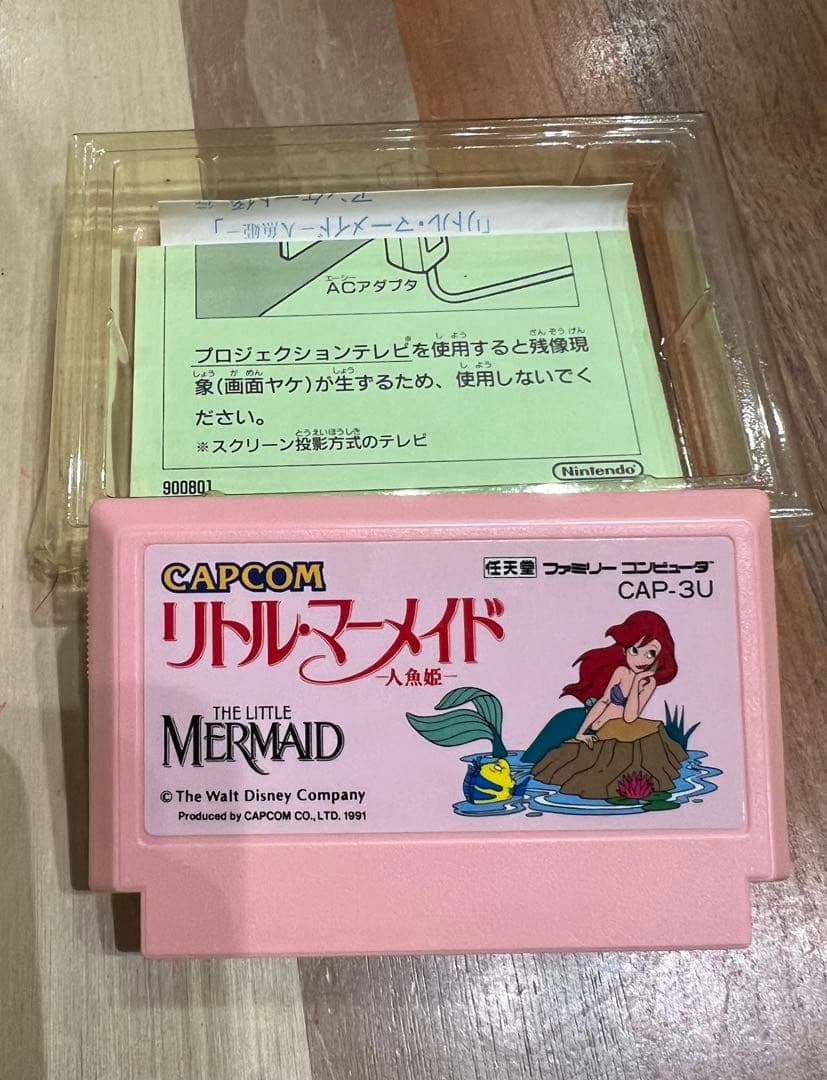 「リトル・マーメイド－人魚姫－」
エーシー
ACアダプタ
し よう
ざん ぞう げん
プロジェクションテレビ※を使用すると残像現
しょう
が めん
しょう
し よう
象(画面ヤケ)が生ずるため、使用しないでく
ださい。
とうえいほうしき
※スクリーン投影方式のテレビ
900801
Nintendo
CAPCOM
任天堂 ファミリー コンピュータ
CAP-3U
リトル・マーメイド
－人魚姫－
THE LITTLE
MERMAID
© The Walt Disney Company
Produced by CAPCOM CO., LTD. 1991